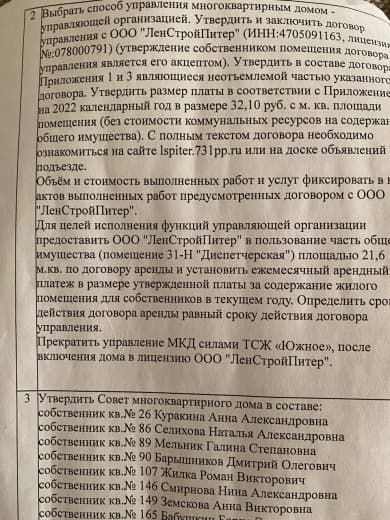 2 Выбрать способ управления многоквартирным домом -
управляющей организацией. Утвердить и заключить договор
управления с ООО "ЛенСтройПитер" (ИНН:4705091163, лицензия
№:078000791) (утверждение собственником помещения договора
управления является его акцептом). Утвердить в составе договора
Приложения 1 и 3 являющиеся неотъемлемой частью указанного
договора. Утвердить размер платы в соответствии с Приложение
на 2022 календарный год в размере 32,10 руб. с м. кв. площади
помещения (без стоимости коммунальных ресурсов на содержан
общего имущества). С полным текстом договора необходимо
ознакомиться на сайте lspiter.731pp.ru или на доске объявлений
подъезде.
Объём и стоимость выполненных работ и услуг фиксировать в
актов выполненных работ предусмотренных договором с ООО
"ЛенСтройПитер".
Для целей исполнения функций управляющей организации
предоставить ООО "ЛенСтройПитер" в пользование часть обще
имущества (помещение 31-Н "Диспетчерская") площадью 21,6
м.кв. по договору аренды и установить ежемесячный арендный
платеж в размере утвержденной платы за содержание жилого
помещения для собственников в текущем году. Определить сро
действия договора аренды равный сроку действия договора
управления.
Прекратить управление МКД силами ТСЖ «Южное», после
включения дома в лицензию ООО "ЛенСтройПитер".
3 Утвердить Совет многоквартирного дома в составе:
собственник кв.№ 26 Куракина Анна Александровна
собственник кв.№ 86 Селихова Наталья Александровна
собственник кв.№ 89 Мельник Галина Степановна
собственник кв.№ 90 Барышников Дмитрий Олегович
собственник кв.№ 107 Жилка Роман Викторович
собственник кв.№ 146 Смирнова Нина Александровна
собственник кв.№ 149 Земскова Анна Викторовна
собственник кв.№ 165 Бабушкин